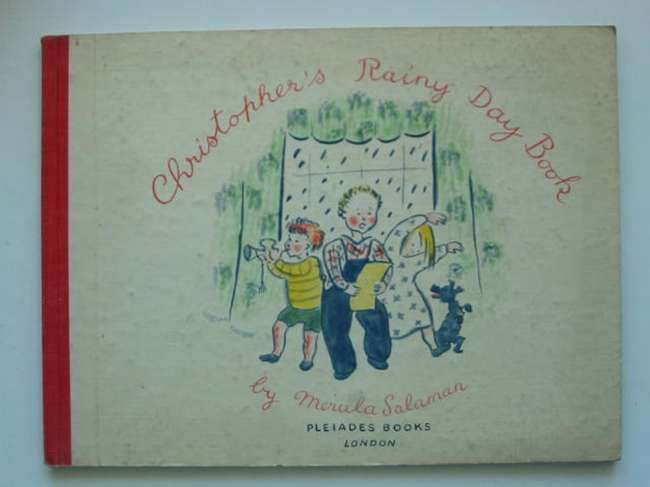 Christopher's Rainy Day Book
by Merula Salaman
PLEIADES BOOKS
LONDON